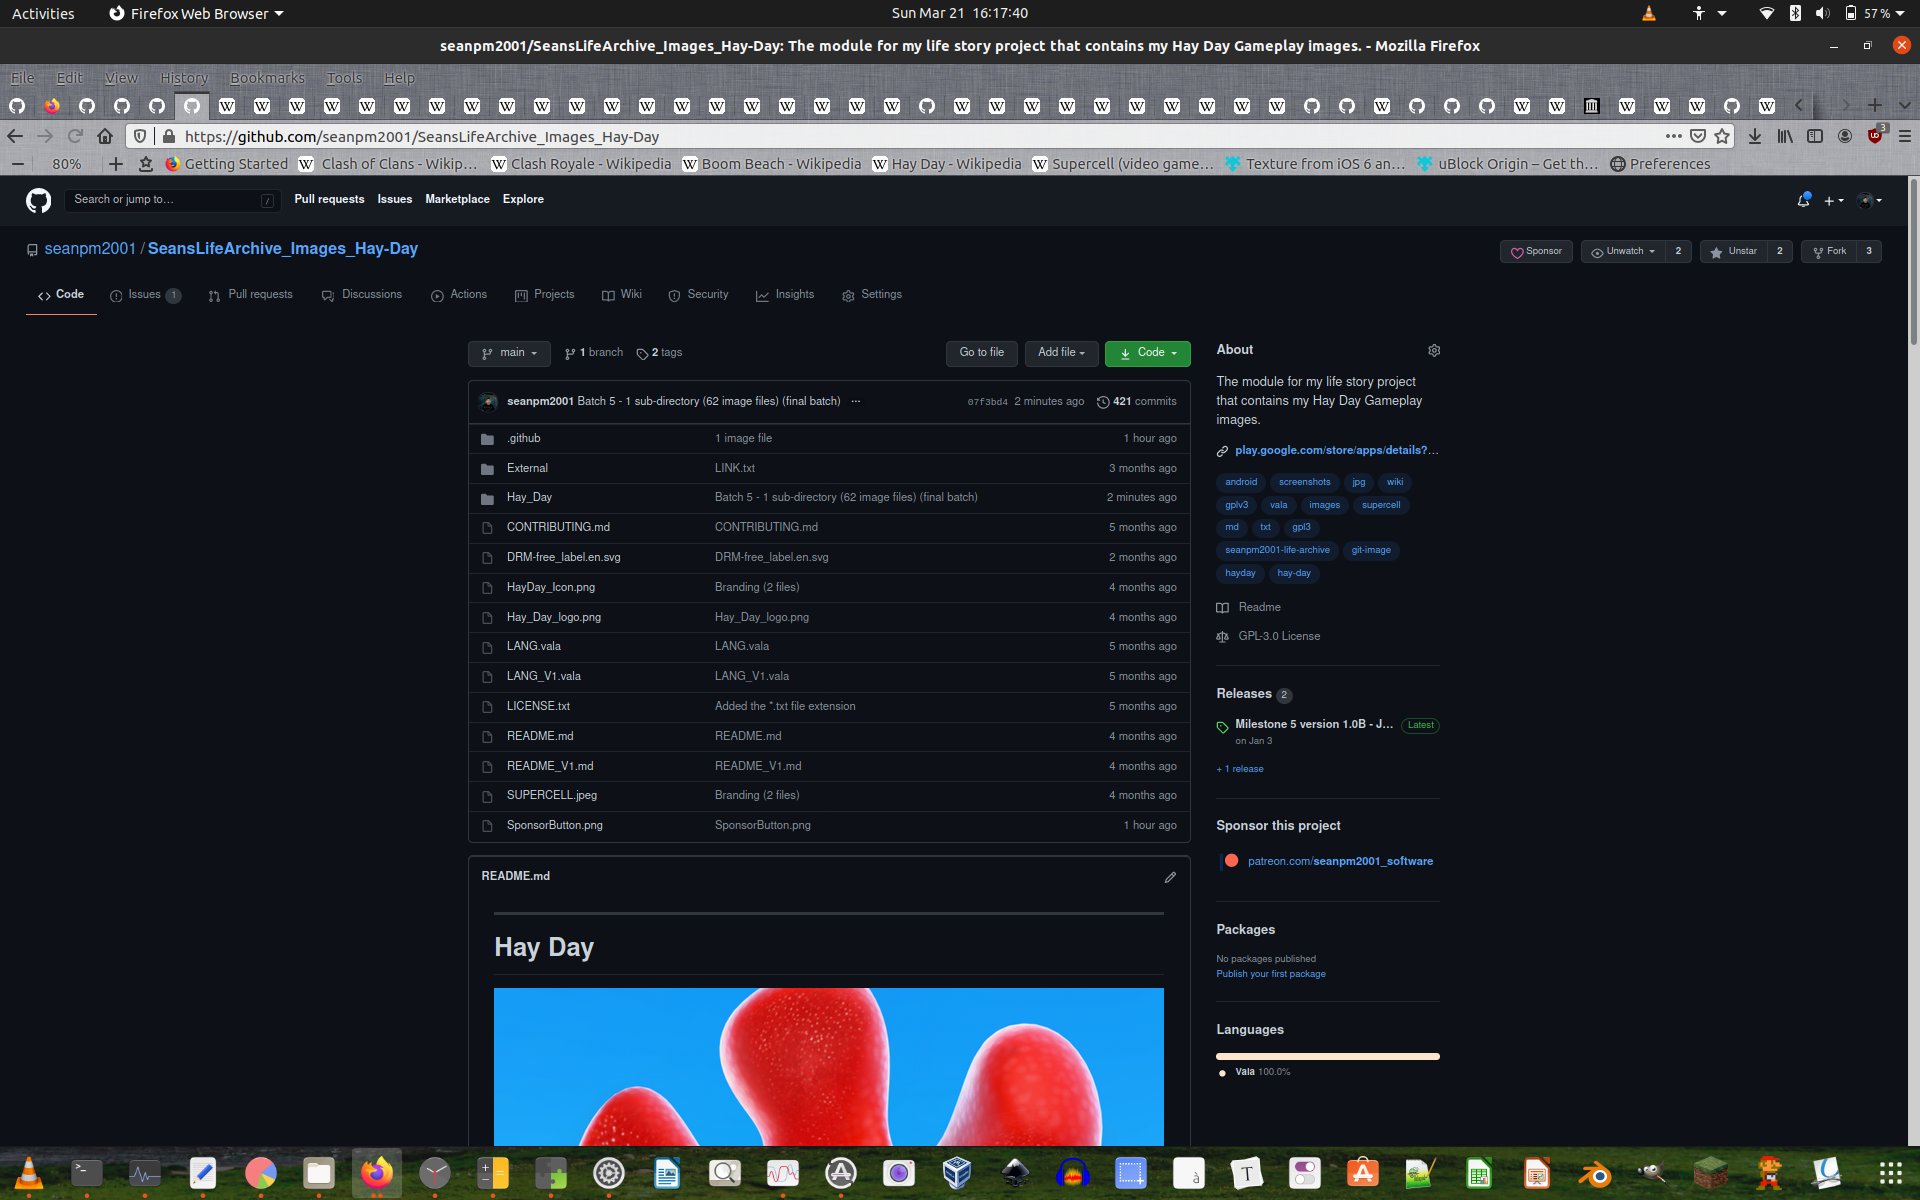 Activities Firefox Web Browser Sun Mar 21 16:17:40 57 %
seanpm2001/SeansLifeArchive_Images_Hay-Day: The module for my life story project that contains my Hay Day Gameplay images. - Mozilla Firefox
File Edit View History Bookmarks Tools Help
https://github.com/seanpm2001/SeansLifeArchive_Images_Hay-Day 3
80% Getting Started Clash of Clans - Wikip… Clash Royale - Wikipedia Boom Beach - Wikipedia Hay Day - Wikipedia Supercell (video game… Texture from iOS 6 an… uBlock Origin – Get th… Preferences
Search or jump to… / Pull requests Issues Marketplace Explore
seanpm2001 / SeansLifeArchive_Images_Hay-Day Sponsor Unwatch 2 Unstar 2 Fork 3
Code Issues 1 Pull requests Discussions Actions Projects Wiki Security Insights Settings
main 1 branch 2 tags Go to file Add file Code
seanpm2001 Batch 5 - 1 sub-directory (62 image files) (final batch) ... 07f3bd4 2 minutes ago 421 commits
.github 1 image file 1 hour ago
External LINK.txt 3 months ago
Hay_Day Batch 5 - 1 sub-directory (62 image files) (final batch) 2 minutes ago
CONTRIBUTING.md CONTRIBUTING.md 5 months ago
DRM-free_label.en.svg DRM-free_label.en.svg 2 months ago
HayDay_Icon.png Branding (2 files) 4 months ago
Hay_Day_logo.png Hay_Day_logo.png 4 months ago
LANG.vala LANG.vala 5 months ago
LANG_V1.vala LANG_V1.vala 5 months ago
LICENSE.txt Added the *.txt file extension 5 months ago
README.md README.md 4 months ago
README_V1.md README_V1.md 4 months ago
SUPERCELL.jpeg Branding (2 files) 4 months ago
SponsorButton.png SponsorButton.png 1 hour ago
README.md
Hay Day
About
The module for my life story project
that contains my Hay Day Gameplay
images.
play.google.com/store/apps/details?…
android screenshots jpg wiki
gplv3 vala images supercell
md txt gpl3
seanpm2001-life-archive git-image
hayday hay-day
Readme
GPL-3.0 License
Releases 2
Milestone 5 version 1.0B - J… Latest
on Jan 3
+ 1 release
Sponsor this project
patreon.com/seanpm2001_software
Packages
No packages published
Publish your first package
Languages
Vala 100.0%